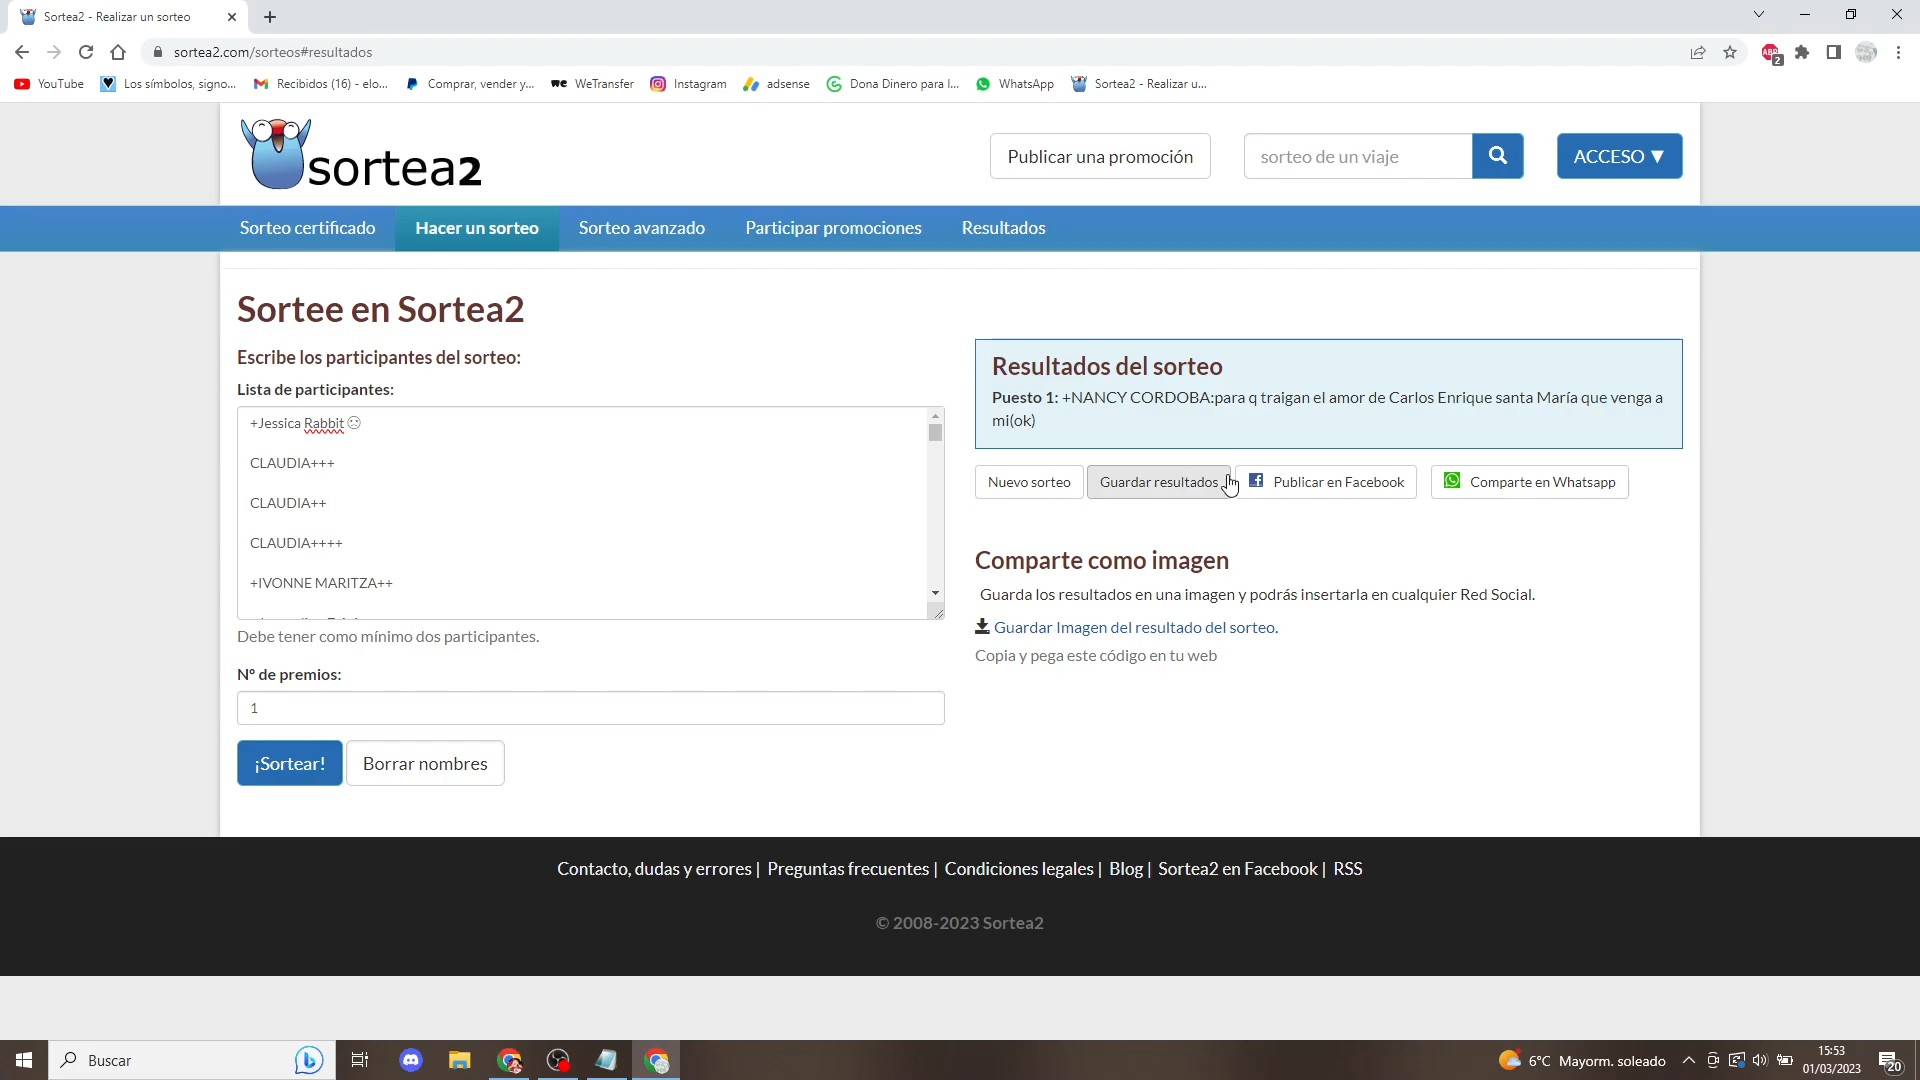 Sortea2 - Realizar un sorteo
sortea2.com/sorteos#resultados
ABP
2
YouTube
Los símbolos, signo...
Recibidos (16) - elo...
Comprar, vender y...
we WeTransfer
Instagram
adsense
Dona Dinero para l...
WhatsApp
Sortea2 - Realizar u...
sortea2
Publicar una promoción
sorteo de un viaje
ACCESO ▼
Sorteo certificado
Hacer un sorteo
Sorteo avanzado
Participar promociones
Resultados
Sortee en Sortea2
Escribe los participantes del sorteo:
Lista de participantes:
+Jessica Rabbit ☹
CLAUDIA+++
CLAUDIA++
CLAUDIA++++
+IVONNE MARITZA++
Debe tener como mínimo dos participantes.
Nº de premios:
1
¡Sortear!
Borrar nombres
Resultados del sorteo
Puesto 1: +NANCY CORDOBA:para q traigan el amor de Carlos Enrique santa María que venga a
mi(ok)
Nuevo sorteo
Guardar resultados
Publicar en Facebook
Comparte en Whatsapp
Comparte como imagen
Guarda los resultados en una imagen y podrás insertarla en cualquier Red Social.
Guardar Imagen del resultado del sorteo.
Copia y pega este código en tu web
Contacto, dudas y errores | Preguntas frecuentes | Condiciones legales | Blog | Sortea2 en Facebook | RSS
© 2008-2023 Sortea2
Buscar
6°C Mayorm. soleado
15:53
01/03/2023
20